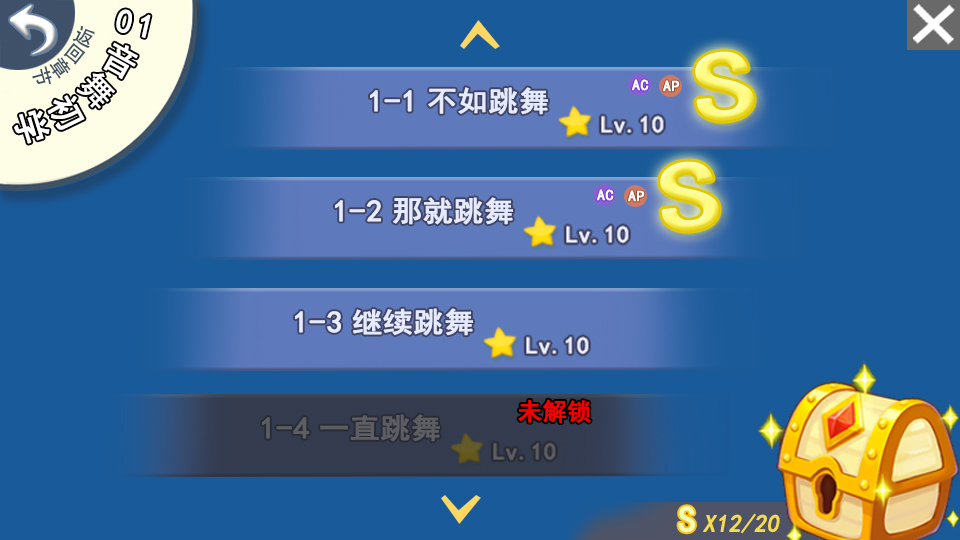 01
指舞初学
返回章节
1-1 不如跳舞
AC AP S
Lv. 10
1-2 那就跳舞
AC AP S
Lv. 10
1-3 继续跳舞
Lv. 10
1-4 一直跳舞
未解锁
Lv. 10
S X12/20